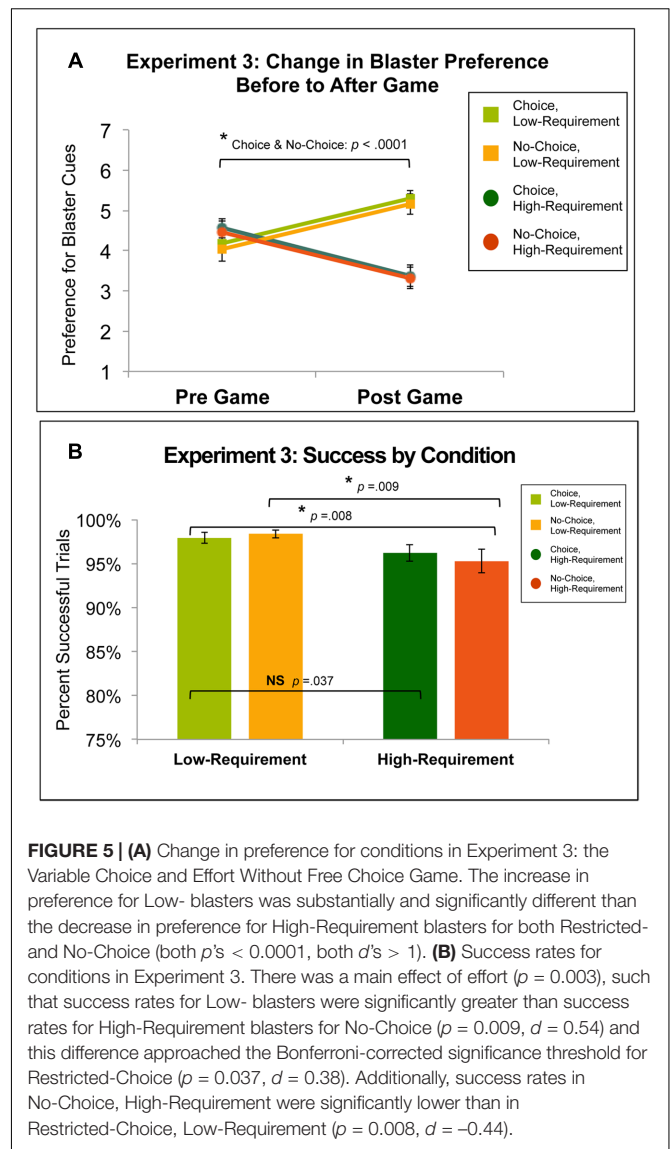 A
Experiment 3: Change in Blaster Preference
Before to After Game
Choice,
Low-Requirement
No-Choice,
Low-Requirement
Choice,
High-Requirement
No-Choice,
High-Requirement
* Choice & No-Choice: p < .0001
Preference for Blaster Cues
7
6
5
4
3
2
1
Pre Game Post Game
B
Experiment 3: Success by Condition
Choice,
Low-Requirement
No-Choice,
Low-Requirement
Choice,
High-Requirement
No-Choice,
High-Requirement
* p =.009
* p =.008
NS p =.037
Percent Successful Trials
100%
95%
90%
85%
80%
75%
Low-Requirement High-Requirement
FIGURE 5 | (A) Change in preference for conditions in Experiment 3: the
Variable Choice and Effort Without Free Choice Game. The increase in
preference for Low- blasters was substantially and significantly different than
the decrease in preference for High-Requirement blasters for both Restricted-
and No-Choice (both p's < 0.0001, both d's > 1). (B) Success rates for
conditions in Experiment 3. There was a main effect of effort (p = 0.003), such
that success rates for Low- blasters were significantly greater than success
rates for High-Requirement blasters for No-Choice (p = 0.009, d = 0.54) and
this difference approached the Bonferroni-corrected significance threshold for
Restricted-Choice (p = 0.037, d = 0.38). Additionally, success rates in
No-Choice, High-Requirement were significantly lower than in
Restricted-Choice, Low-Requirement (p = 0.008, d = –0.44).